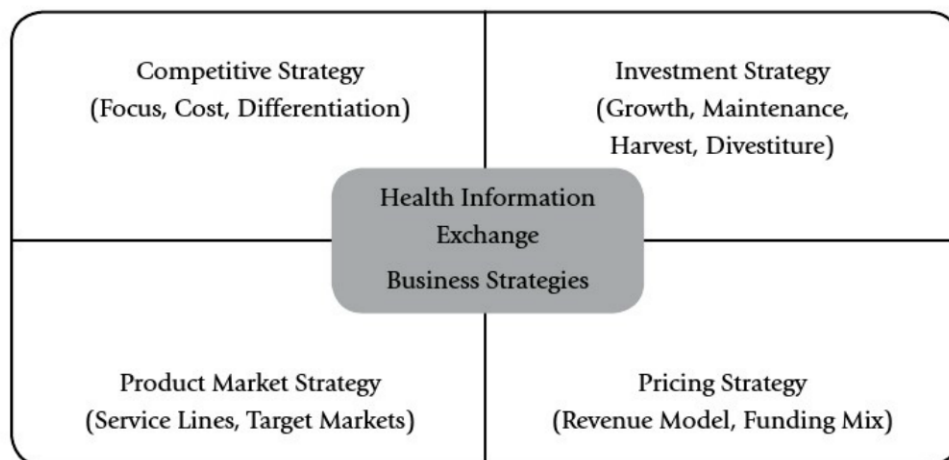 Competitive Strategy
(Focus, Cost, Differentiation)
Investment Strategy
(Growth, Maintenance,
Harvest, Divestiture)
Health Information
Exchange
Business Strategies
Product Market Strategy
(Service Lines, Target Markets)
Pricing Strategy
(Revenue Model, Funding Mix)